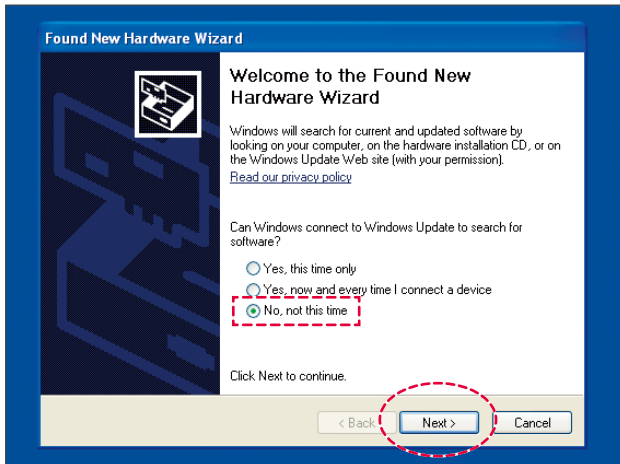 Found New Hardware Wizard
Welcome to the Found New
Hardware Wizard
Windows will search for current and updated software by
looking on your computer, on the hardware installation CD, or on
the Windows Update Web site (with your permission).
Read our privacy policy
Can Windows connect to Windows Update to search for
software?
Yes, this time only
Yes, now and every time I connect a device
No, not this time
Click Next to continue.
< Back Next > Cancel